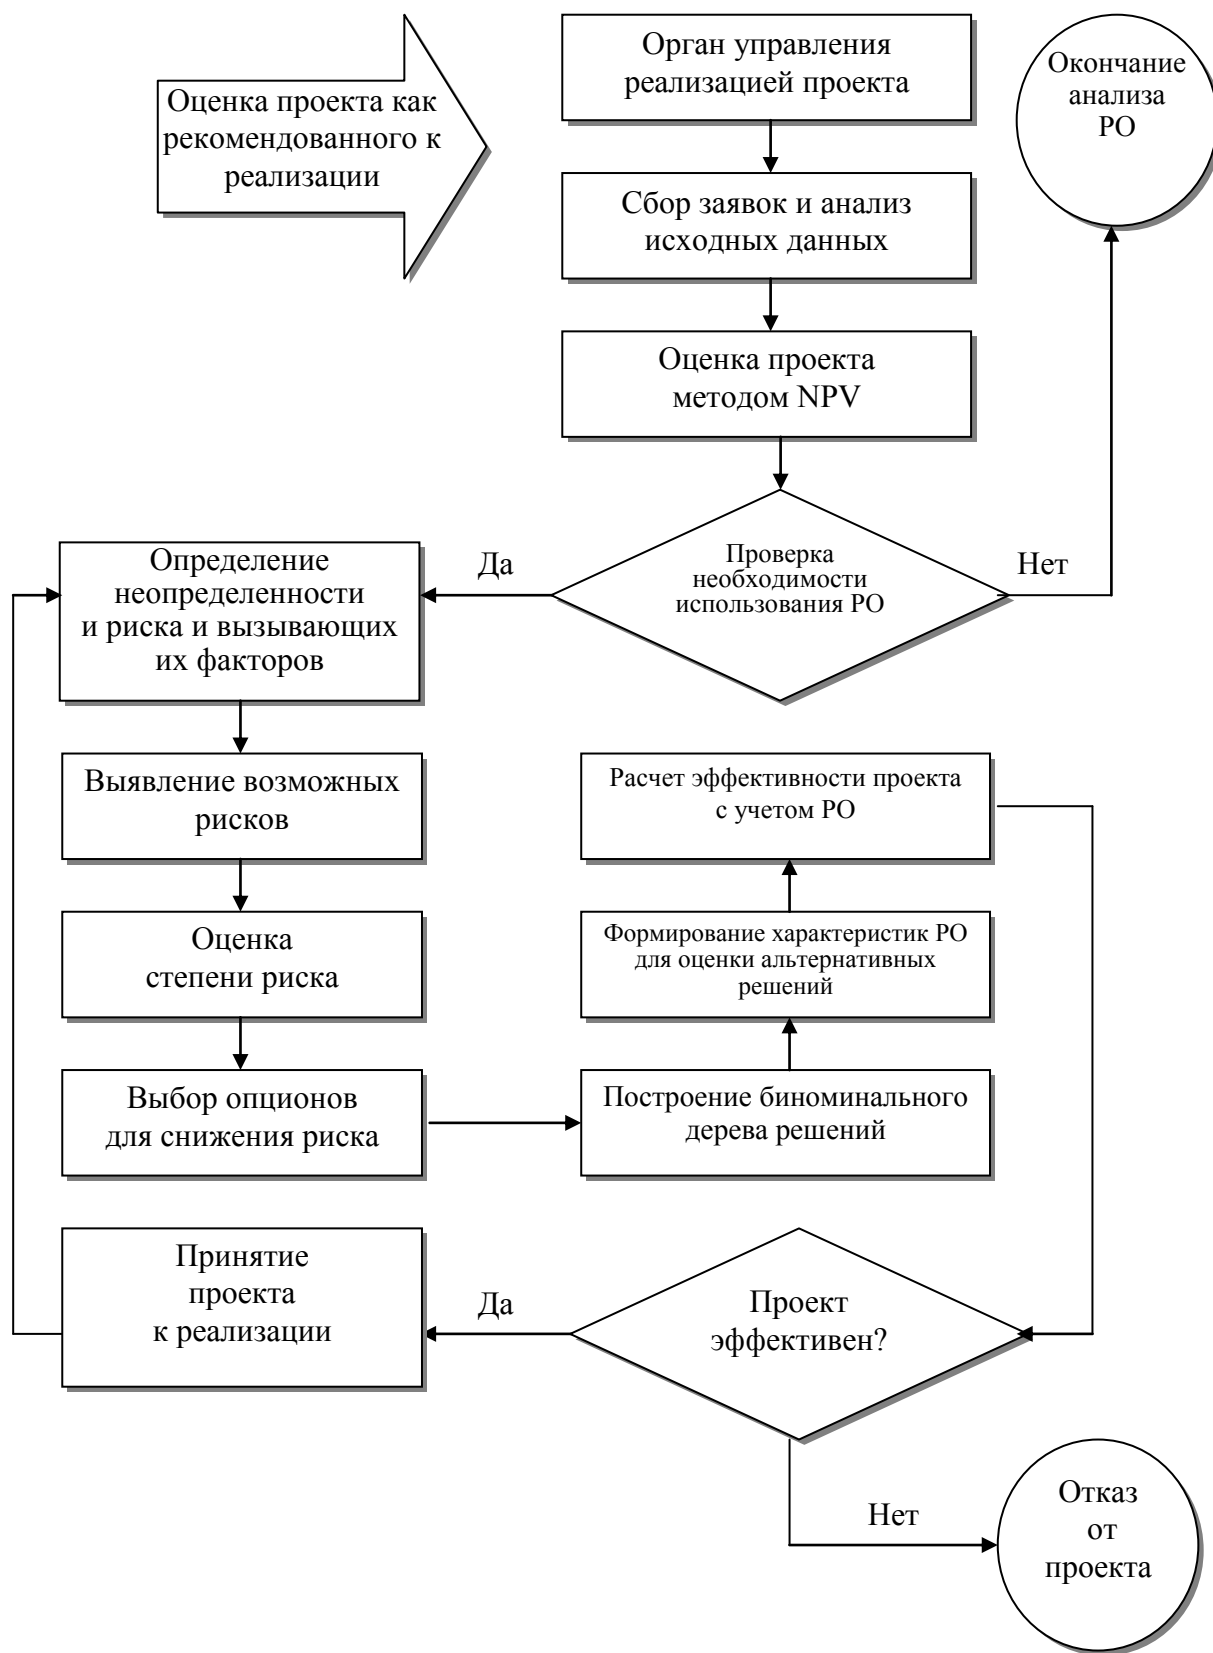 Оценка проекта как
рекомендованного к
реализации
Орган управления
реализацией проекта
Окончание
анализа
РО
Сбор заявок и анализ
исходных данных
Оценка проекта
методом NPV
Проверка
необходимости
использования РО
Да
Нет
Определение
неопределенности
и риска и вызывающих
их факторов
Выявление возможных
рисков
Расчет эффективности проекта
с учетом РО
Оценка
степени риска
Формирование характеристик РО
для оценки альтернативных
решений
Выбор опционов
для снижения риска
Построение биноминального
дерева решений
Принятие
проекта
к реализации
Да
Проект
эффективен?
Нет
Отказ
от
проекта